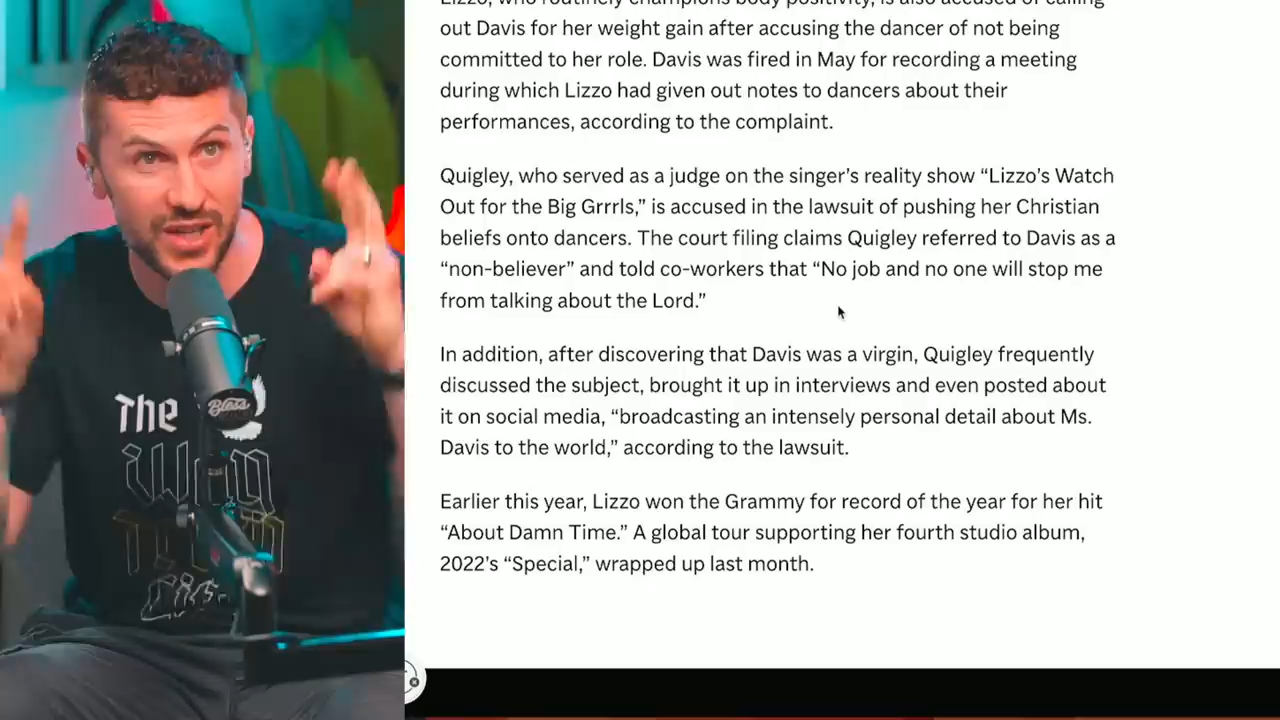 Lizzo, who routinely champions body positivity, is also accused of calling
out Davis for her weight gain after accusing the dancer of not being
committed to her role. Davis was fired in May for recording a meeting
during which Lizzo had given out notes to dancers about their
performances, according to the complaint.
Quigley, who served as a judge on the singer’s reality show “Lizzo’s Watch
Out for the Big Grrrls,” is accused in the lawsuit of pushing her Christian
beliefs onto dancers. The court filing claims Quigley referred to Davis as a
“non-believer” and told co-workers that “No job and no one will stop me
from talking about the Lord.”
In addition, after discovering that Davis was a virgin, Quigley frequently
discussed the subject, brought it up in interviews and even posted about
it on social media, “broadcasting an intensely personal detail about Ms.
Davis to the world,” according to the lawsuit.
Earlier this year, Lizzo won the Grammy for record of the year for her hit
“About Damn Time.” A global tour supporting her fourth studio album,
2022’s “Special,” wrapped up last month.
The
Bless